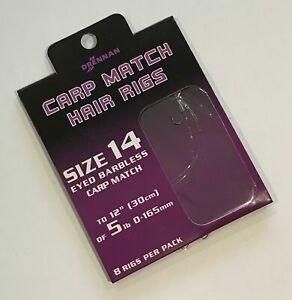 DRENNAN
CARP MATCH
HAIR RIGS
SIZE 14
EYED BARBLESS
CARP MATCH
TO 12" (30cm)
OF 5lb 0·165mm
8 RIGS PER PACK